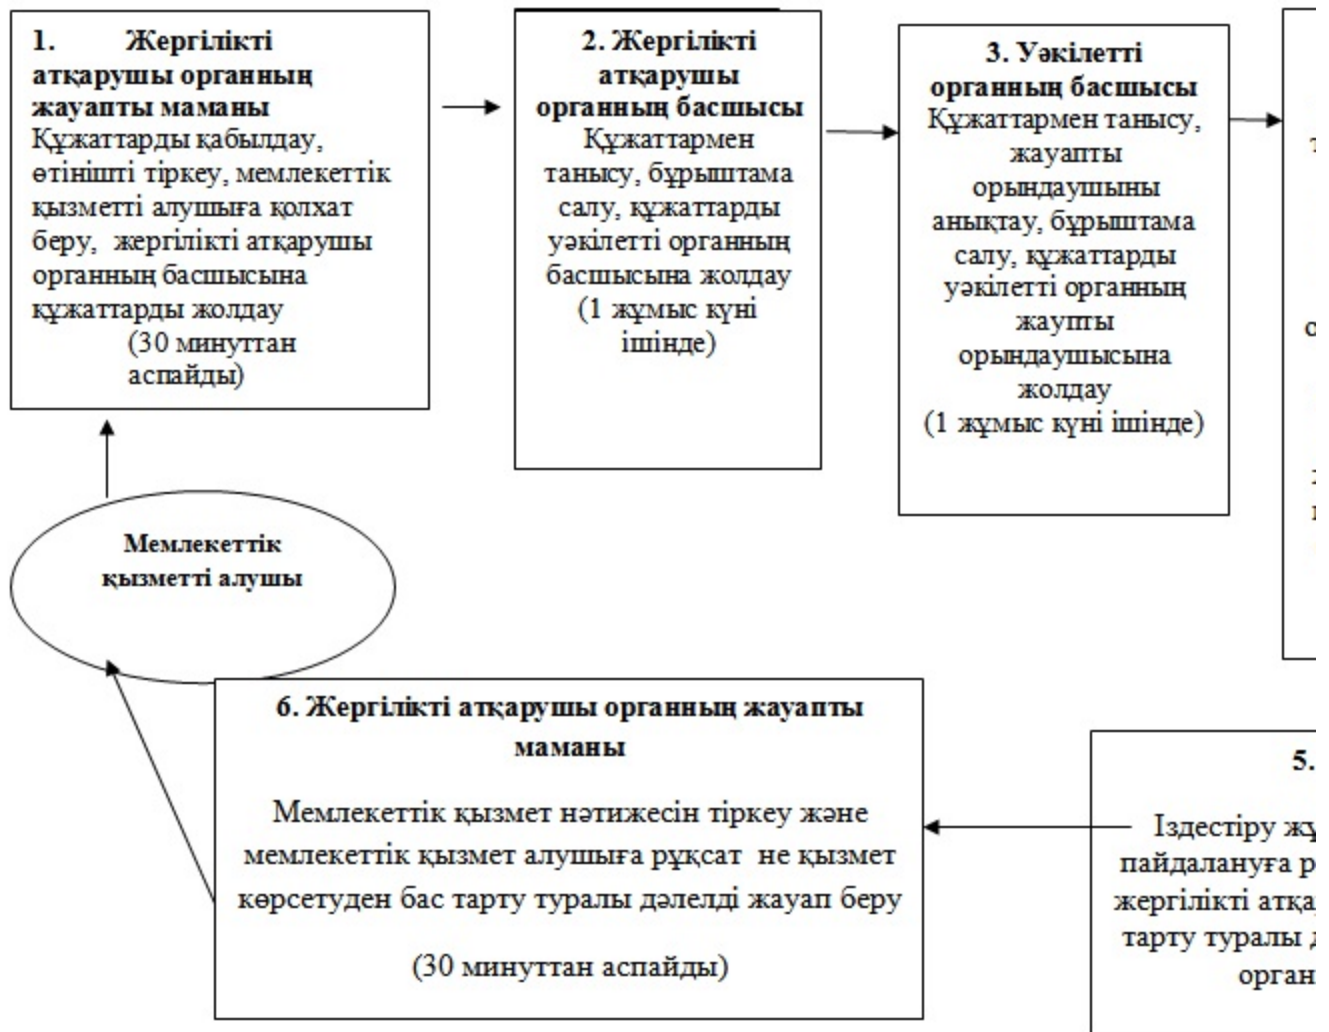 1. Жергілікті
атқарушы органның
жауапты маманы
Құжаттарды қабылдау,
өтінішті тіркеу, мемлекеттік
қызметті алушыға қолхат
беру, жергілікті атқарушы
органның басшысына
құжаттарды жолдау
(30 минуттан
аспайды)
2. Жергілікті
атқарушы
органның басшысы
Құжаттармен
танысу, бұрыштама
салу, құжаттарды
уәкілетті органның
басшысына жолдау
(1 жұмыс күні
ішінде)
3. Уәкілетті
органның басшысы
Құжаттармен танысу,
жауапты
орындаушыны
анықтау, бұрыштама
салу, құжаттарды
уәкілетті органның
жаупты
орындаушысына
жолдау
(1 жұмыс күні ішінде)
Мемлекеттік
қызметті алушы
6. Жергілікті атқарушы органның жауапты
маманы
Мемлекеттік қызмет нәтижесін тіркеу және
мемлекеттік қызмет алушыға рұқсат не қызмет
көрсетуден бас тарту туралы дәлелді жауап беру
(30 минуттан аспайды)
5.
Іздестіру
пайдалануға
жергілікті
тарту туралы
орган